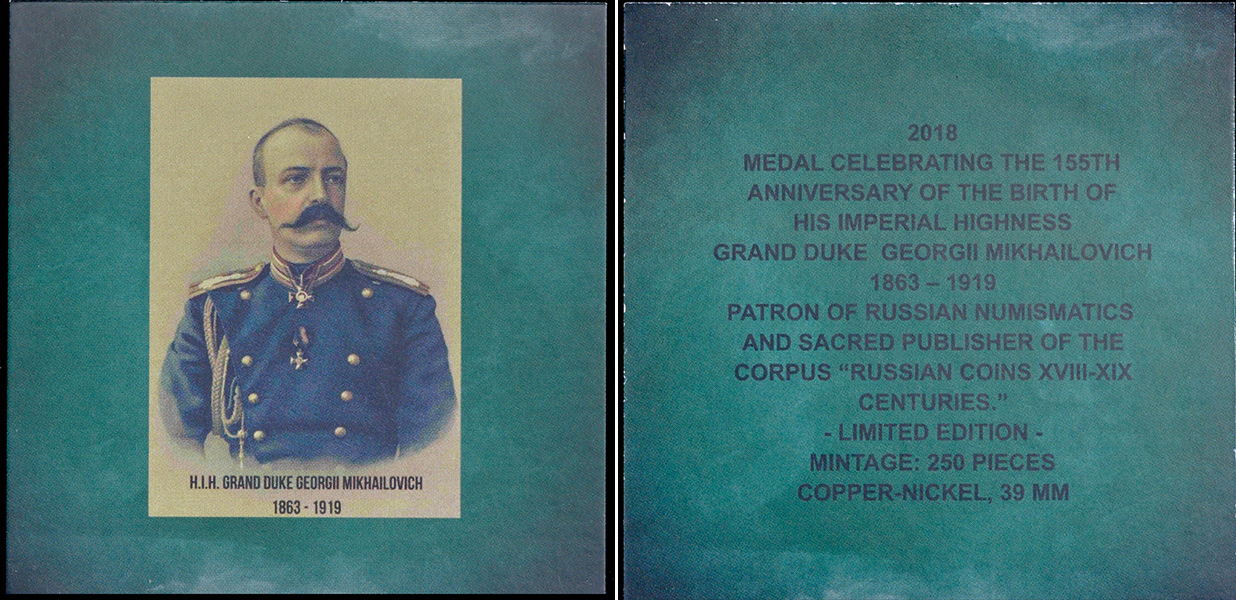 H.I.H. GRAND DUKE GEORGII MIKHAILOVICH
1863 - 1919
2018
MEDAL CELEBRATING THE 155TH
ANNIVERSARY OF THE BIRTH OF
HIS IMPERIAL HIGHNESS
GRAND DUKE GEORGII MIKHAILOVICH
1863 – 1919
PATRON OF RUSSIAN NUMISMATICS
AND SACRED PUBLISHER OF THE
CORPUS “RUSSIAN COINS XVIII-XIX
CENTURIES.”
- LIMITED EDITION -
MINTAGE: 250 PIECES
COPPER-NICKEL, 39 MM